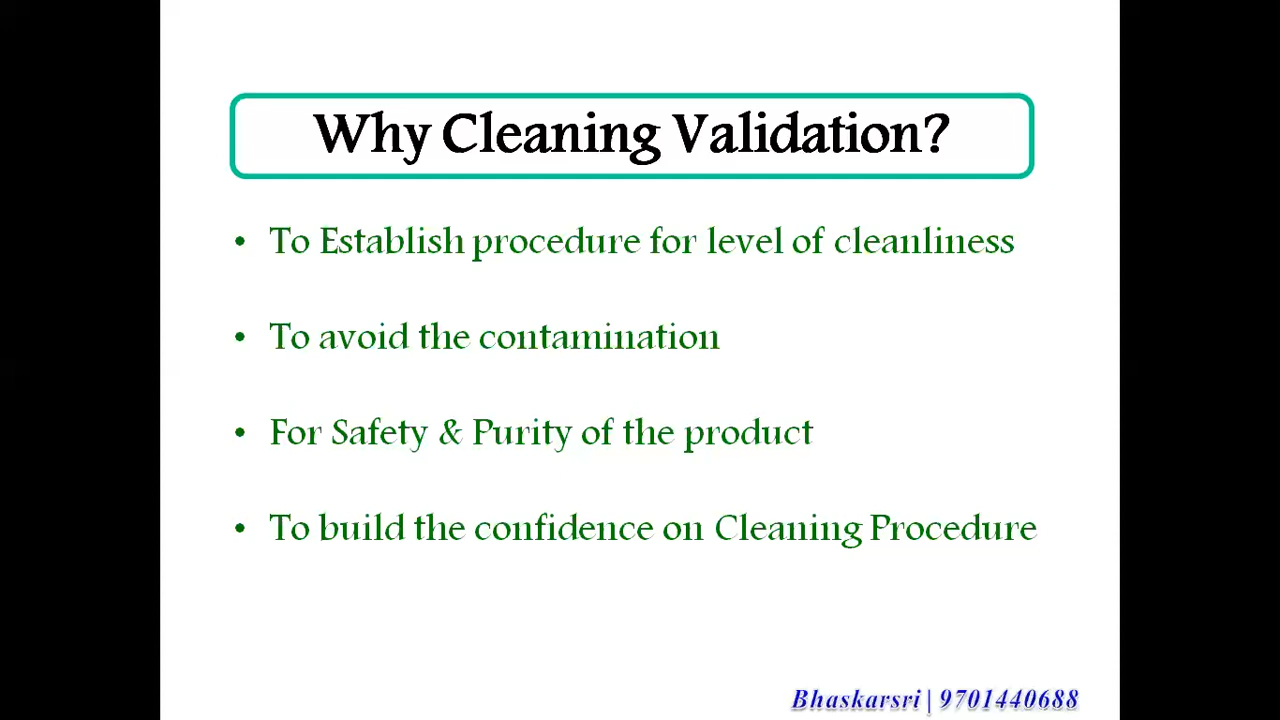 Why Cleaning Validation?
• To Establish procedure for level of cleanliness
• To avoid the contamination
• For Safety & Purity of the product
• To build the confidence on Cleaning Procedure
Bhaskarsri | 9701440688